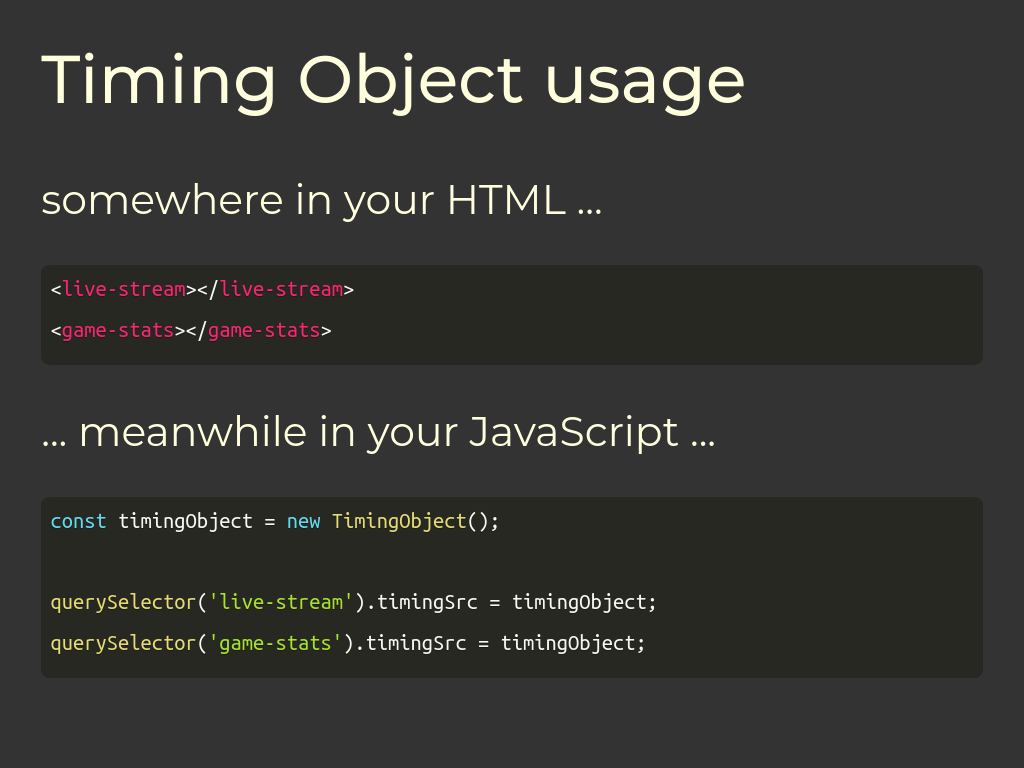 Timing Object usage
somewhere in your HTML ...
<live-stream></live-stream>
<game-stats></game-stats>
... meanwhile in your JavaScript ...
const timingObject = new TimingObject();
querySelector('live-stream').timingSrc = timingObject;
querySelector('game-stats').timingSrc = timingObject;